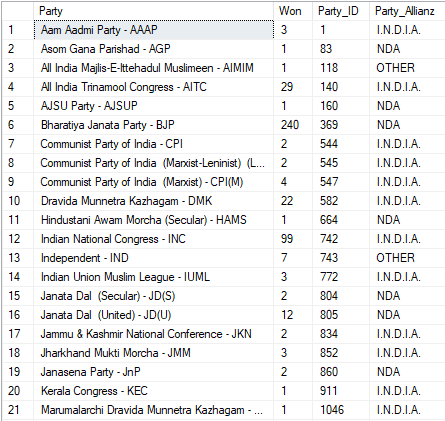 Party Won Party_ID Party_Allianz
1 Aam Aadmi Party - AAAP 3 1 I.N.D.I.A.
2 Asom Gana Parishad - AGP 1 83 NDA
3 All India Majlis-E-Ittehadul Muslimeen - AIMIM 1 118 OTHER
4 All India Trinamool Congress - AITC 29 140 I.N.D.I.A.
5 AJSU Party - AJSUP 1 160 NDA
6 Bharatiya Janata Party - BJP 240 369 NDA
7 Communist Party of India - CPI 2 544 I.N.D.I.A.
8 Communist Party of India (Marxist-Leninist) (L... 2 545 I.N.D.I.A.
9 Communist Party of India (Marxist) - CPI(M) 4 547 I.N.D.I.A.
10 Dravida Munnetra Kazhagam - DMK 22 582 I.N.D.I.A.
11 Hindustani Awam Morcha (Secular) - HAMS 1 664 NDA
12 Indian National Congress - INC 99 742 I.N.D.I.A.
13 Independent - IND 7 743 OTHER
14 Indian Union Muslim League - IUML 3 772 I.N.D.I.A.
15 Janata Dal (Secular) - JD(S) 2 804 NDA
16 Janata Dal (United) - JD(U) 12 805 NDA
17 Jammu & Kashmir National Conference - JKN 2 834 I.N.D.I.A.
18 Jharkhand Mukti Morcha - JMM 3 852 I.N.D.I.A.
19 Janasena Party - JnP 2 860 NDA
20 Kerala Congress - KEC 1 911 I.N.D.I.A.
21 Marumalarchi Dravida Munnetra Kazhagam - ... 1 1046 I.N.D.I.A.